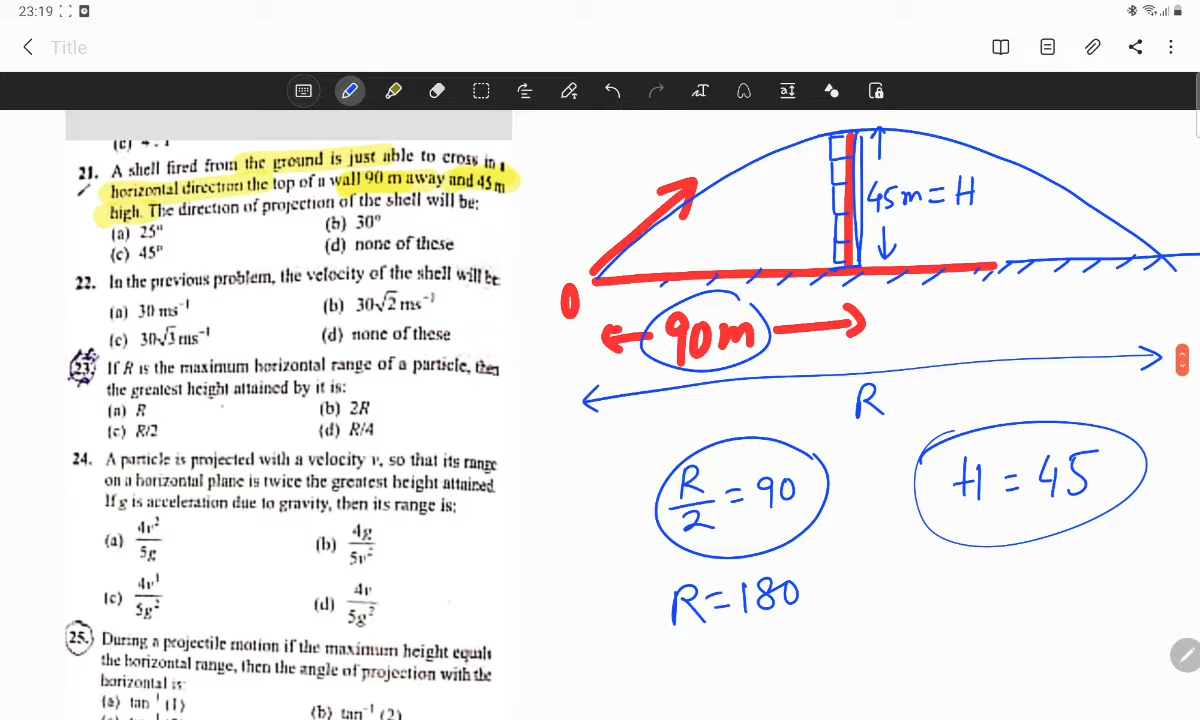 23:19
Title
(c) 4 : 1
21. A shell fired from the ground is just able to cross in a
horizontal direction the top of a wall 90 m away and 45 m
high. The direction of projection of the shell will be:
(a) 25° (b) 30°
(c) 45° (d) none of these
22. In the previous problem, the velocity of the shell will be
(a) 30 ms⁻¹ (b) 30√2 ms⁻¹
(c) 30√3 ms⁻¹ (d) none of these
23. If R is the maximum horizontal range of a particle, then
the greatest height attained by it is:
(a) R (b) 2R
(c) R/2 (d) R/4
24. A particle is projected with a velocity v, so that its range
on a horizontal plane is twice the greatest height attained.
If g is acceleration due to gravity, then its range is:
(a) 4v²/5g (b) 4g/5v²
(c) 4v³/5g² (d) 4v/5g²
25. During a projectile motion if the maximum height equals
the horizontal range, then the angle of projection with the
horizontal is:
(a) tan⁻¹ (1) (b) tan⁻¹ (2)
45m = H
O
90m
R
R/2 = 90
H = 45
R = 180